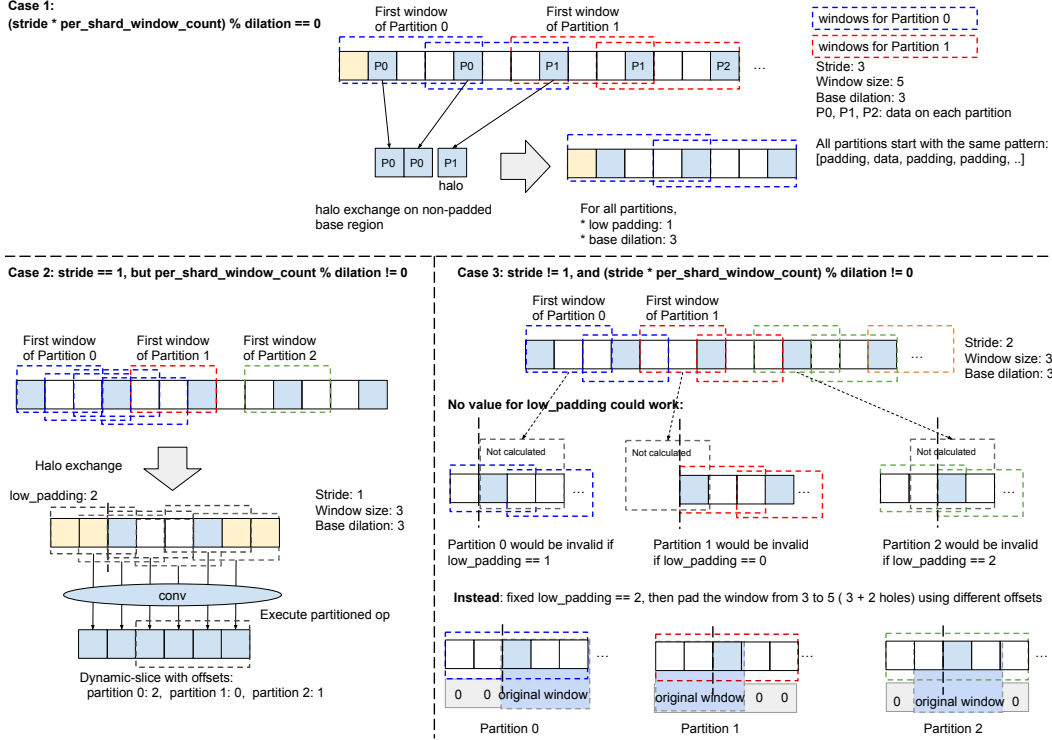 Case 1:
(stride * per_shard_window_count) % dilation == 0
First window
of Partition 0
First window
of Partition 1
windows for Partition 0
windows for Partition 1
P0
P0
P1
P1
P2
...
Stride: 3
Window size: 5
Base dilation: 3
P0, P1, P2: data on each partition
All partitions start with the same pattern:
[padding, data, padding, padding, ..]
P0
P0
P1
halo
halo exchange on non-padded
base region
For all partitions,
* low padding: 1
* base dilation: 3
Case 2: stride == 1, but per_shard_window_count % dilation != 0
First window
of Partition 0
First window
of Partition 1
First window
of Partition 2
Halo exchange
low_padding: 2
Stride: 1
Window size: 3
Base dilation: 3
conv
Execute partitioned op
Dynamic-slice with offsets:
partition 0: 2, partition 1: 0, partition 2: 1
Case 3: stride != 1, and (stride * per_shard_window_count) % dilation != 0
First window
of Partition 0
First window
of Partition 1
...
Stride: 2
Window size: 3
Base dilation: 3
No value for low_padding could work:
Not calculated
Not calculated
Not calculated
...
...
...
Partition 0 would be invalid if
low_padding == 1
Partition 1 would be invalid
if low_padding == 0
Partition 2 would be invalid
if low_padding == 2
Instead: fixed low_padding == 2, then pad the window from 3 to 5 ( 3 + 2 holes) using different offsets
...
...
...
0 0 original window
original window 0 0
0 original window 0
Partition 0
Partition 1
Partition 2